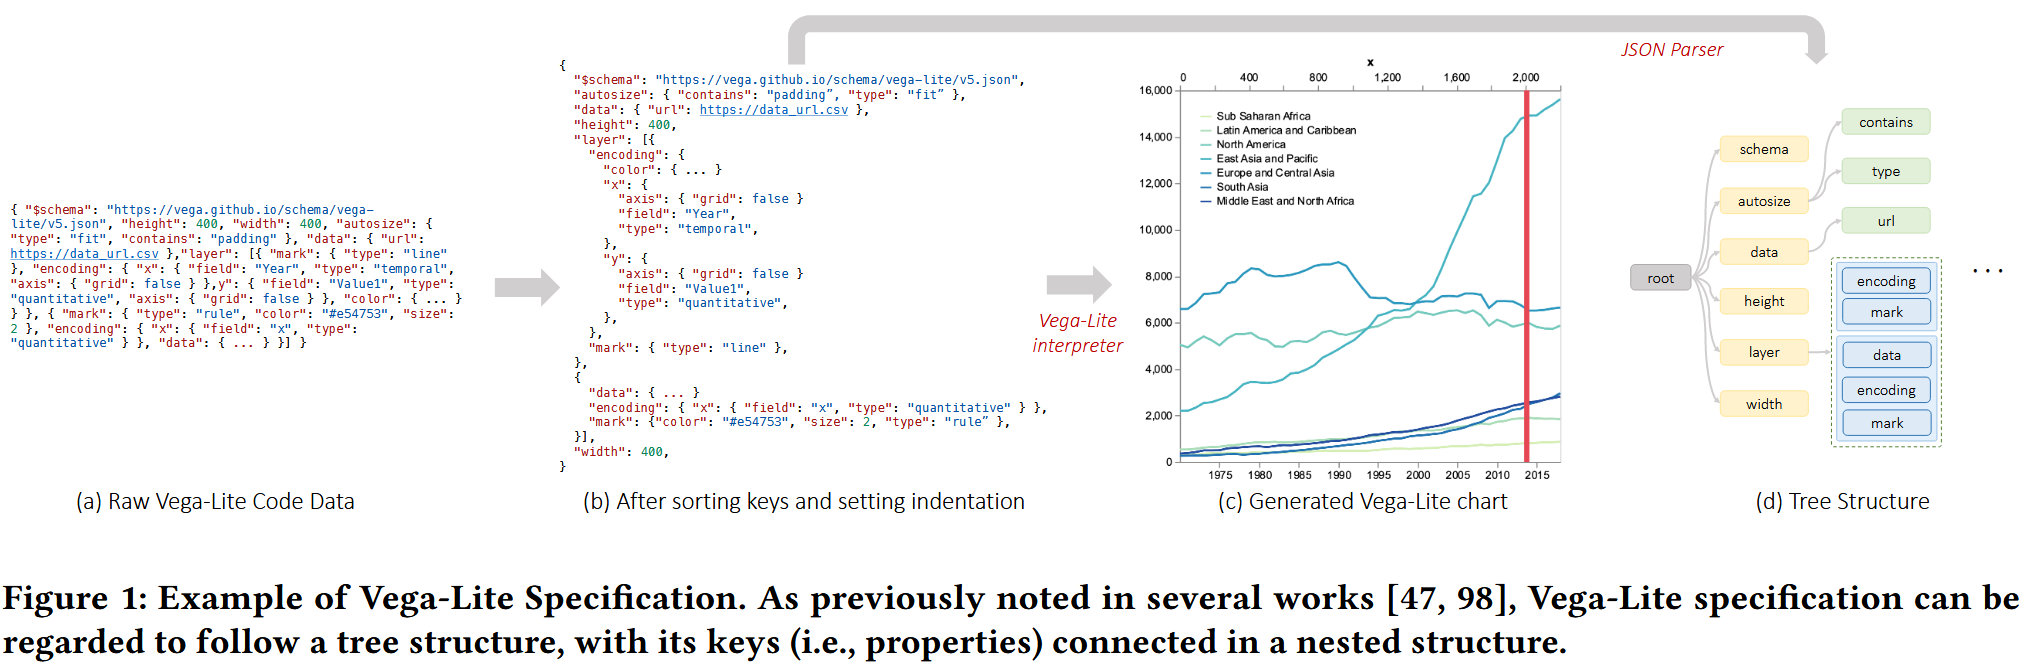 { "$schema": "https://vega.github.io/schema/vega-
lite/v5.json", "height": 400, "width": 400, "autosize": {
"type": "fit", "contains": "padding" }, "data": { "url":
https://data_url.csv },"layer": [{ "mark": { "type": "line"
}, "encoding": { "x": { "field": "Year", "type": "temporal",
"axis": { "grid": false } },y": { "field": "Value1", "type":
"quantitative", "axis": { "grid": false } }, "color": { ... }
} }, { "mark": { "type": "rule", "color": "#e54753", "size":
2 }, "encoding": { "x": { "field": "x", "type":
"quantitative" } }, "data": { ... } }] }
(a) Raw Vega-Lite Code Data
{
"$schema": "https://vega.github.io/schema/vega-lite/v5.json",
"autosize": { "contains": "padding”, "type": "fit” },
"data": { "url": https://data_url.csv },
"height": 400,
"layer": [{
"encoding": {
"color": { ... }
"x": {
"axis": { "grid": false }
"field": "Year",
"type": "temporal",
},
"y": {
"axis": { "grid": false }
"field": "Value1",
"type": "quantitative",
},
},
"mark": { "type": "line" },
},
{
"data": { ... }
"encoding": { "x": { "field": "x", "type": "quantitative" } },
"mark": {"color": "#e54753", "size": 2, "type": "rule” },
}],
"width": 400,
}
(b) After sorting keys and setting indentation
Vega-Lite
interpreter
x
0 400 800 1,200 1,600 2,000
16,000
14,000
12,000
10,000
8,000
6,000
4,000
2,000
0
Sub Saharan Africa
Latin America and Caribbean
North America
East Asia and Pacific
Europe and Central Asia
South Asia
Middle East and North Africa
1975 1980 1985 1990 1995 2000 2005 2010 2015
(c) Generated Vega-Lite chart
JSON Parser
root
schema
autosize
data
height
layer
width
contains
type
url
encoding
mark
data
encoding
mark
...
(d) Tree Structure
Figure 1: Example of Vega-Lite Specification. As previously noted in several works [47, 98], Vega-Lite specification can be
regarded to follow a tree structure, with its keys (i.e., properties) connected in a nested structure.